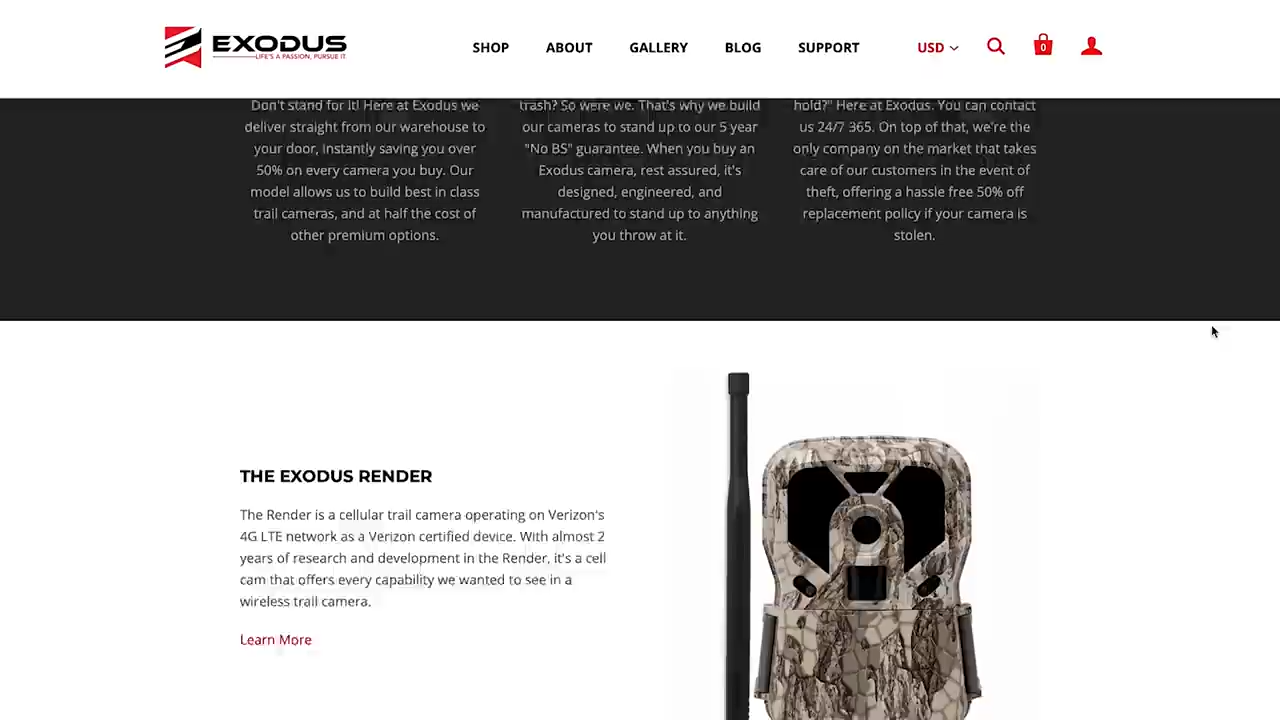 EXODUS
LIFE'S A PASSION, PURSUE IT
SHOP ABOUT GALLERY BLOG SUPPORT USD 0
Don't stand for it! Here at Exodus we
deliver straight from our warehouse to
your door, instantly saving you over
50% on every camera you buy. Our
model allows us to build best in class
trail cameras, and at half the cost of
other premium options.
trash? So were we. That's why we build
our cameras to stand up to our 5 year
"No BS" guarantee. When you buy an
Exodus camera, rest assured, it's
designed, engineered, and
manufactured to stand up to anything
you throw at it.
hold?" Here at Exodus. You can contact
us 24/7 365. On top of that, we're the
only company on the market that takes
care of our customers in the event of
theft, offering a hassle free 50% off
replacement policy if your camera is
stolen.
THE EXODUS RENDER
The Render is a cellular trail camera operating on Verizon's
4G LTE network as a Verizon certified device. With almost 2
years of research and development in the Render, it's a cell
cam that offers every capability we wanted to see in a
wireless trail camera.
Learn More